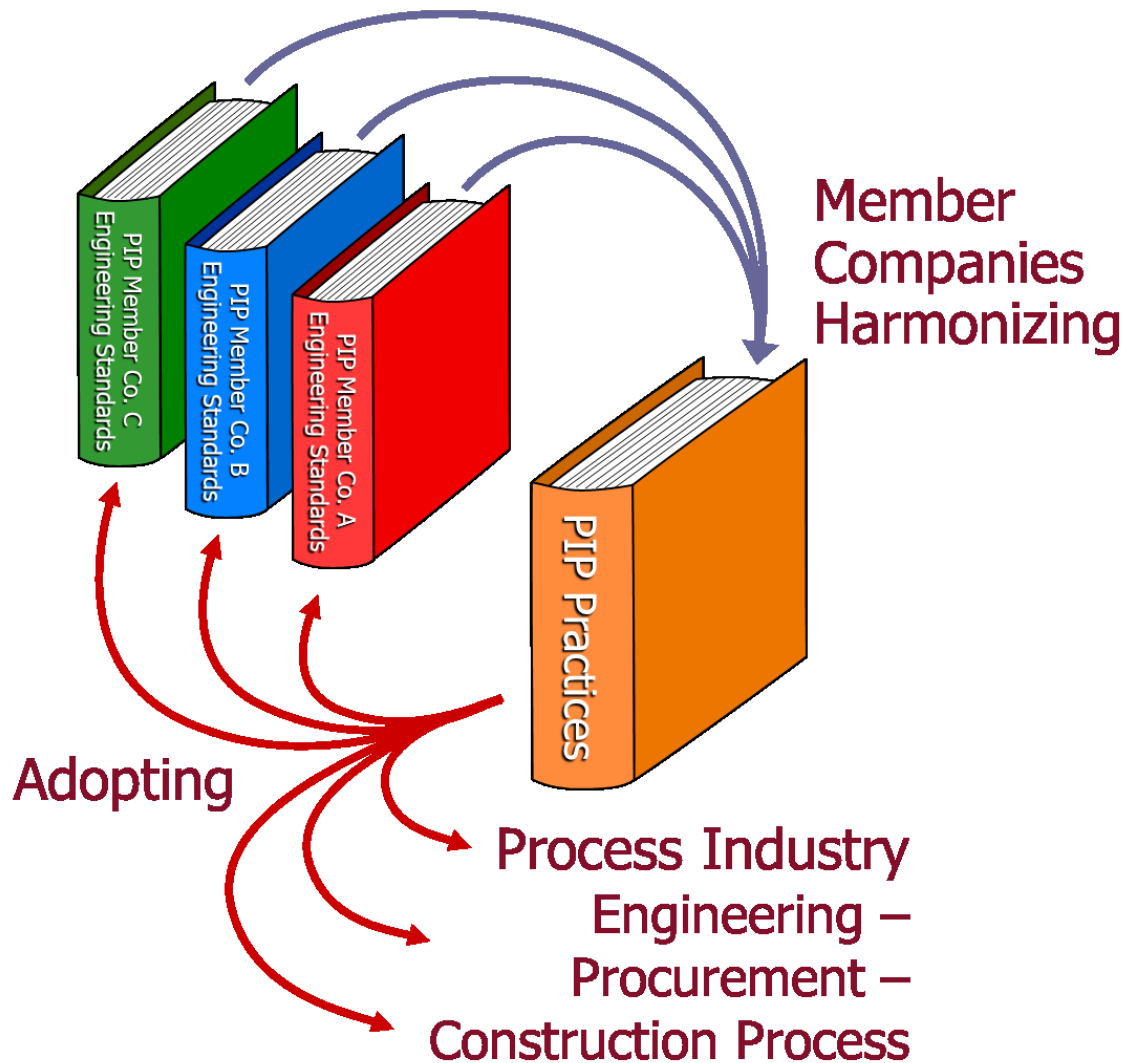 Member
Companies
Harmonizing
PIP Member Co. C
Engineering Standards
PIP Member Co. B
Engineering Standards
PIP Member Co. A
Engineering Standards
PIP Practices
Adopting
Process Industry
Engineering –
Procurement –
Construction Process